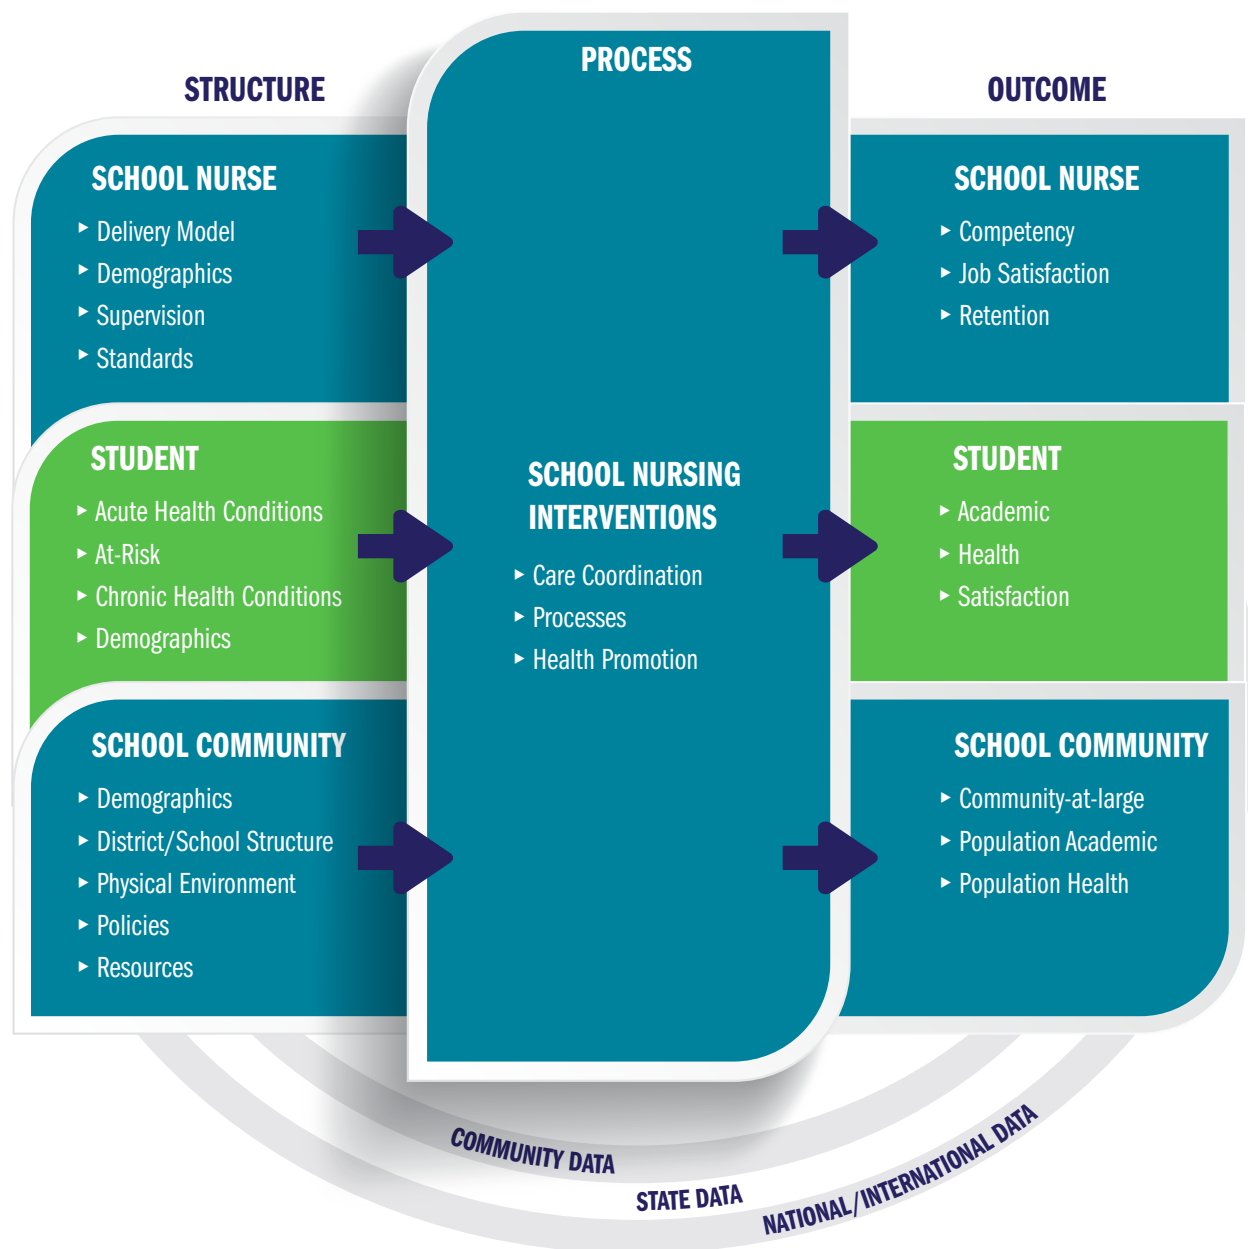 STRUCTURE
SCHOOL NURSE
Delivery Model
Demographics
Supervision
Standards
STUDENT
Acute Health Conditions
At-Risk
Chronic Health Conditions
Demographics
SCHOOL COMMUNITY
Demographics
District/School Structure
Physical Environment
Policies
Resources
PROCESS
SCHOOL NURSING
INTERVENTIONS
Care Coordination
Processes
Health Promotion
OUTCOME
SCHOOL NURSE
Competency
Job Satisfaction
Retention
STUDENT
Academic
Health
Satisfaction
SCHOOL COMMUNITY
Community-at-large
Population Academic
Population Health
COMMUNITY DATA
STATE DATA
NATIONAL/INTERNATIONAL DATA